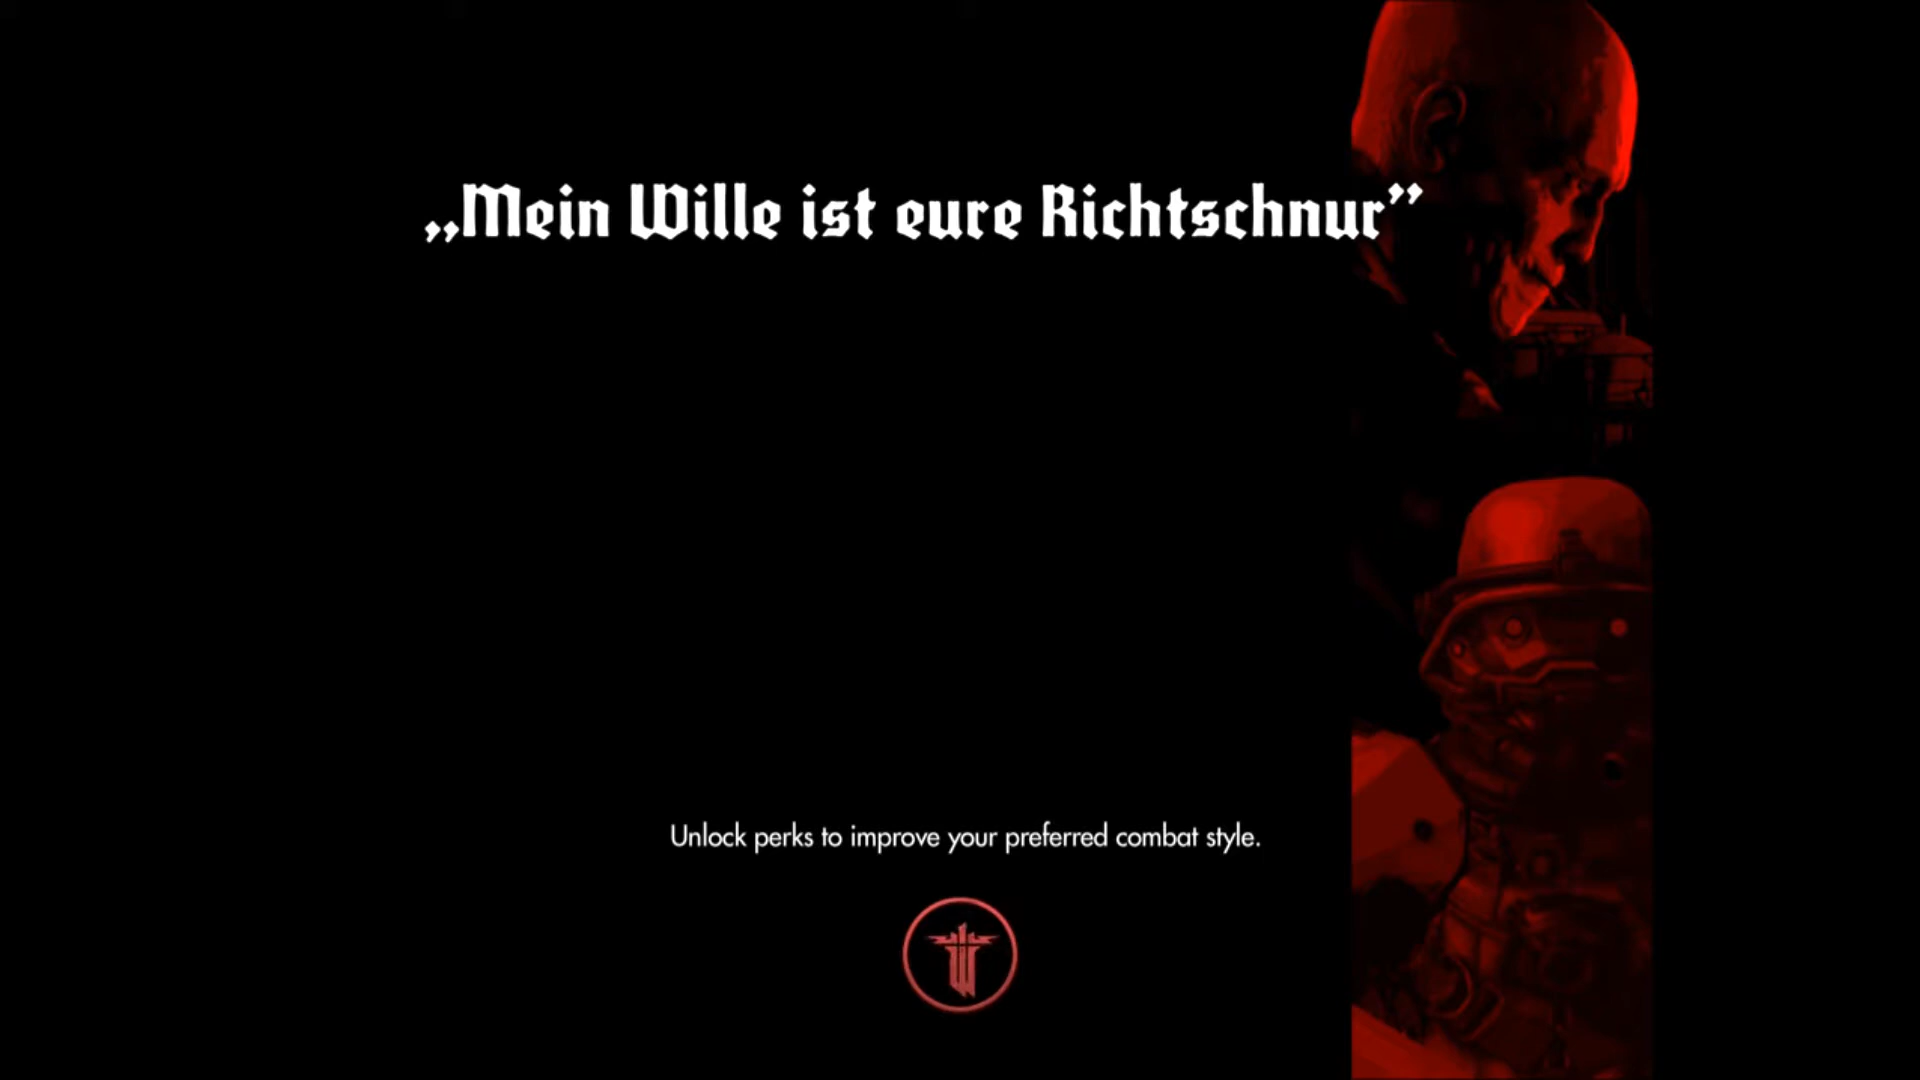 „Mein Wille ist eure Richtschnur”
Unlock perks to improve your preferred combat style.